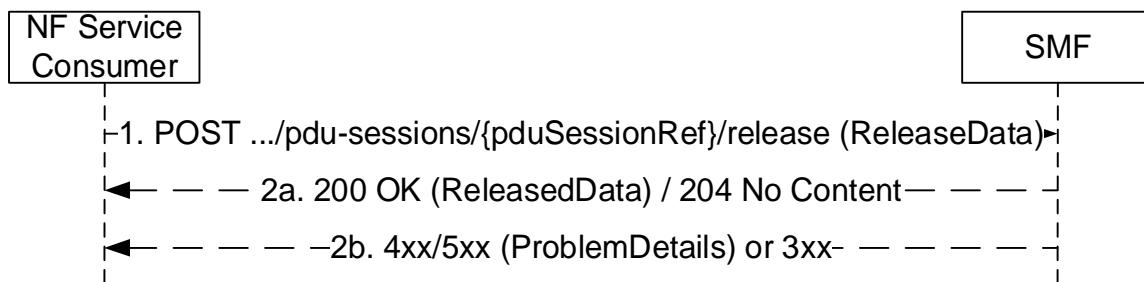 NF Service
Consumer
SMF
1. POST .../pdu-sessions/{pduSessionRef}/release (ReleaseData)
2a. 200 OK (ReleasedData) / 204 No Content
2b. 4xx/5xx (ProblemDetails) or 3xx